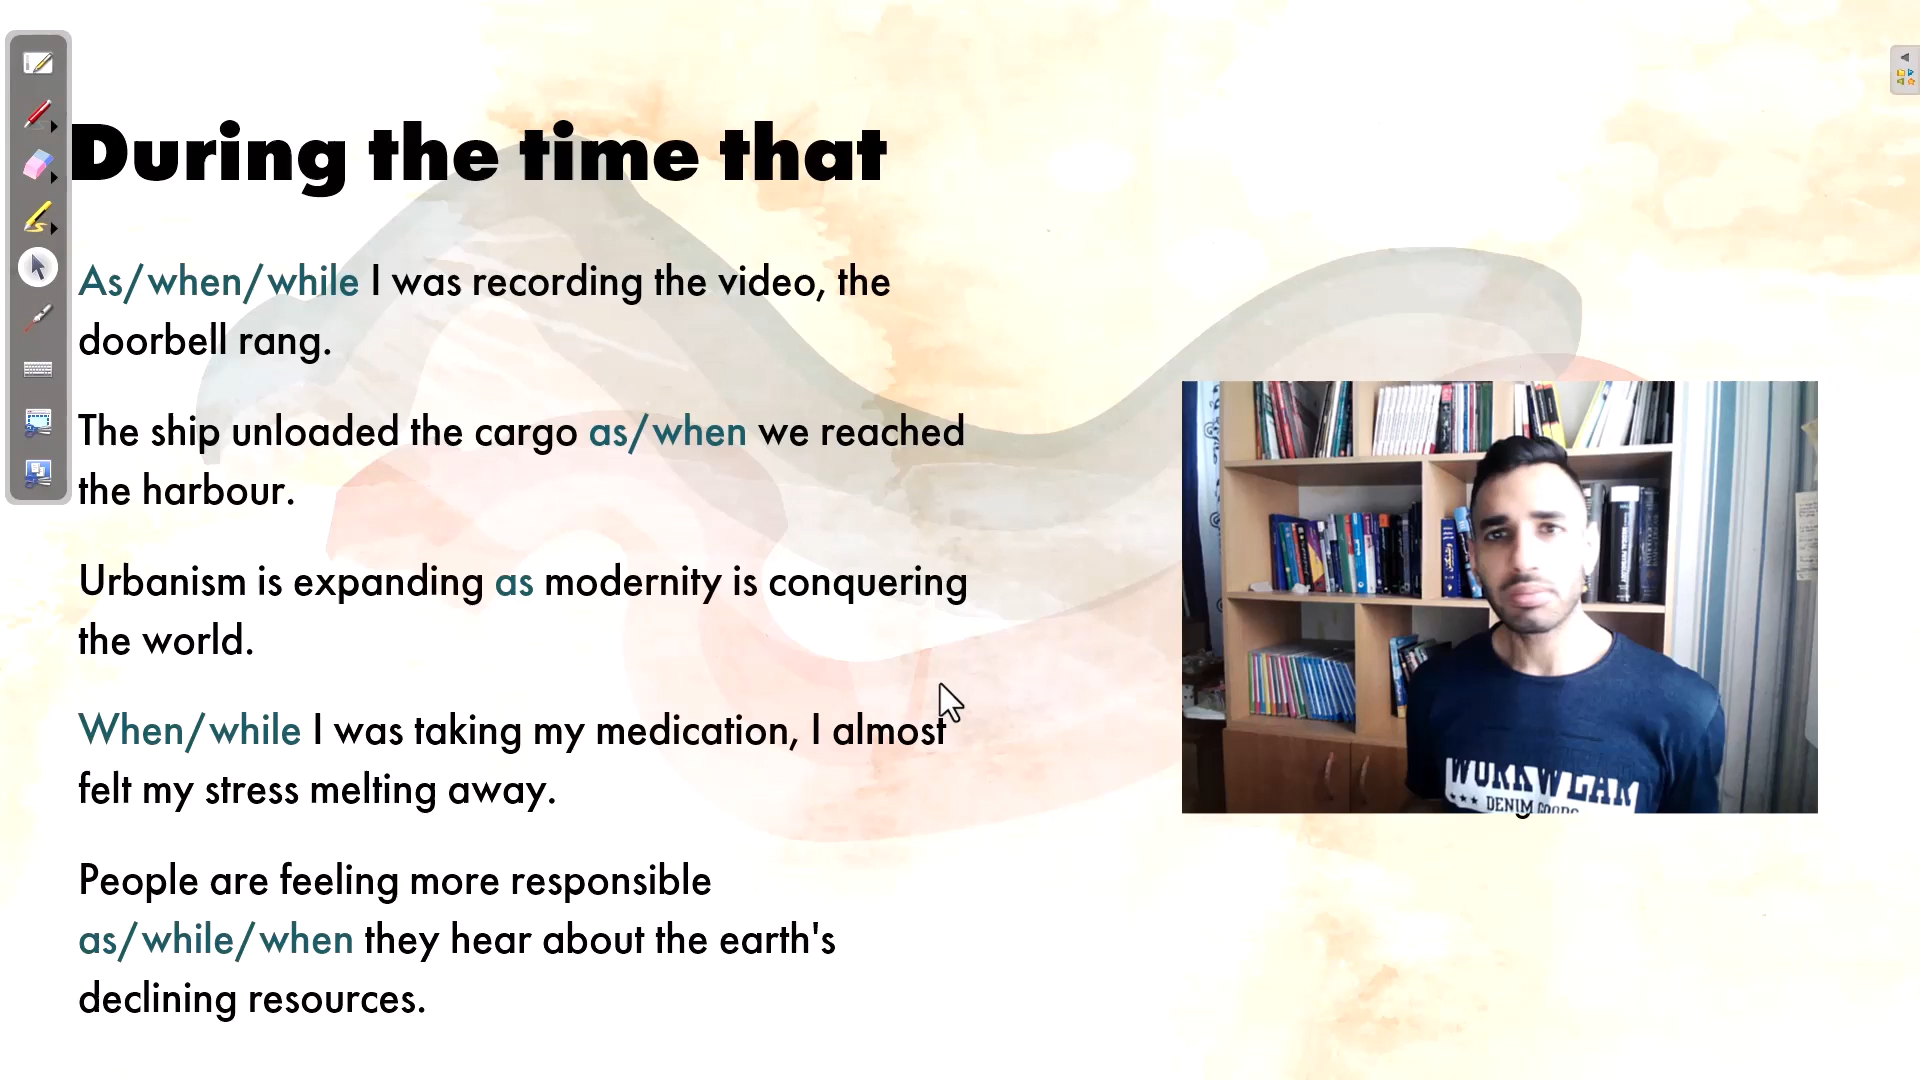 During the time that
As/when/while I was recording the video, the
doorbell rang.
The ship unloaded the cargo as/when we reached
the harbour.
Urbanism is expanding as modernity is conquering
the world.
When/while I was taking my medication, I almost
felt my stress melting away.
People are feeling more responsible
as/while/when they hear about the earth's
declining resources.
WORKWEAR
DENIM GOODS